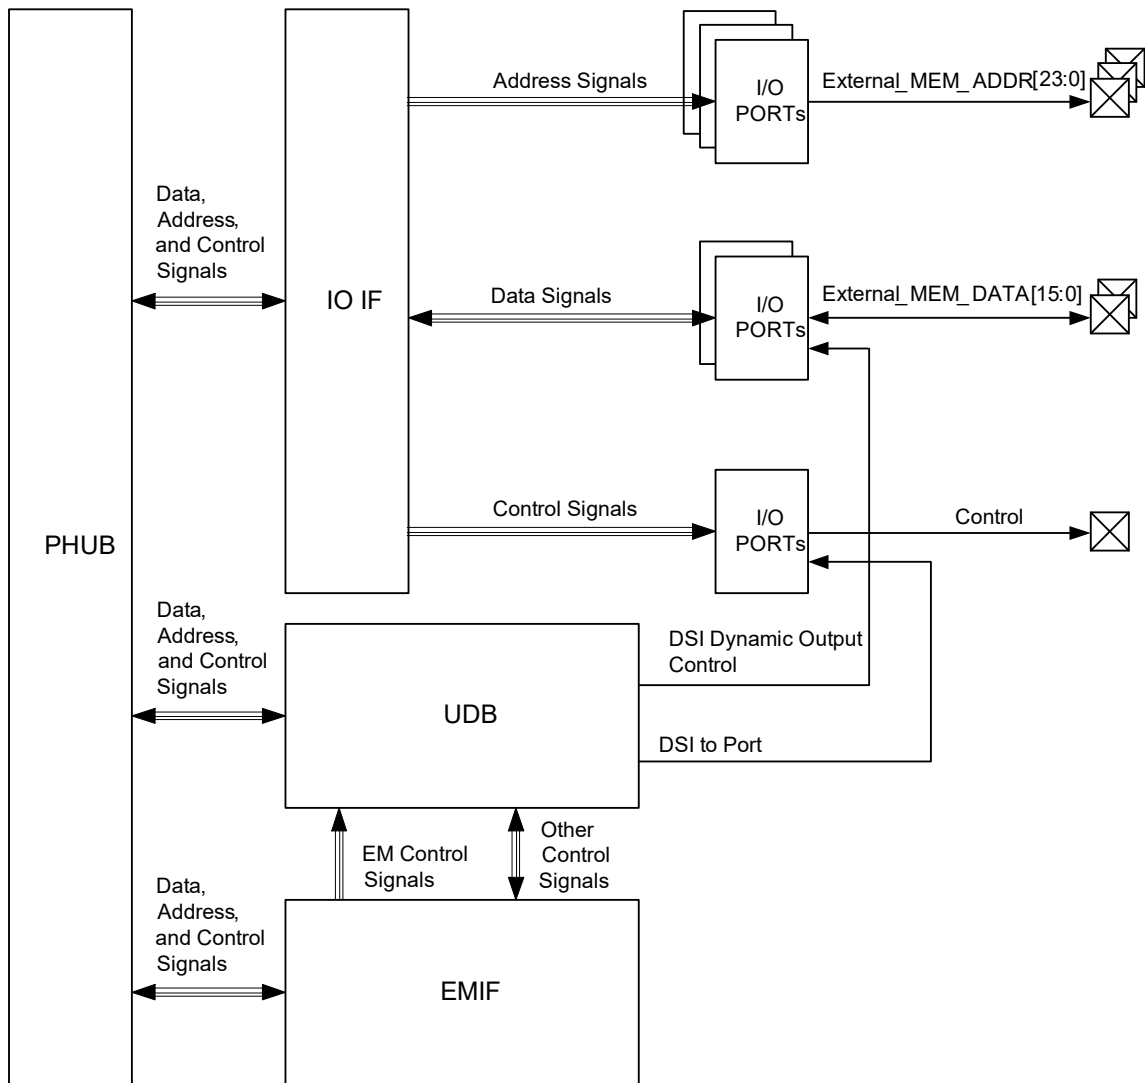 Address Signals
I/O
PORTs
External_MEM_ADDR[23:0]
Data,
Address,
and Control
Signals
IO IF
Data Signals
I/O
PORTs
External_MEM_DATA[15:0]
Control Signals
I/O
PORTs
Control
PHUB
Data,
Address,
and Control
Signals
DSI Dynamic Output
Control
UDB
DSI to Port
EM Control
Signals
Other
Control
Signals
Data,
Address,
and Control
Signals
EMIF